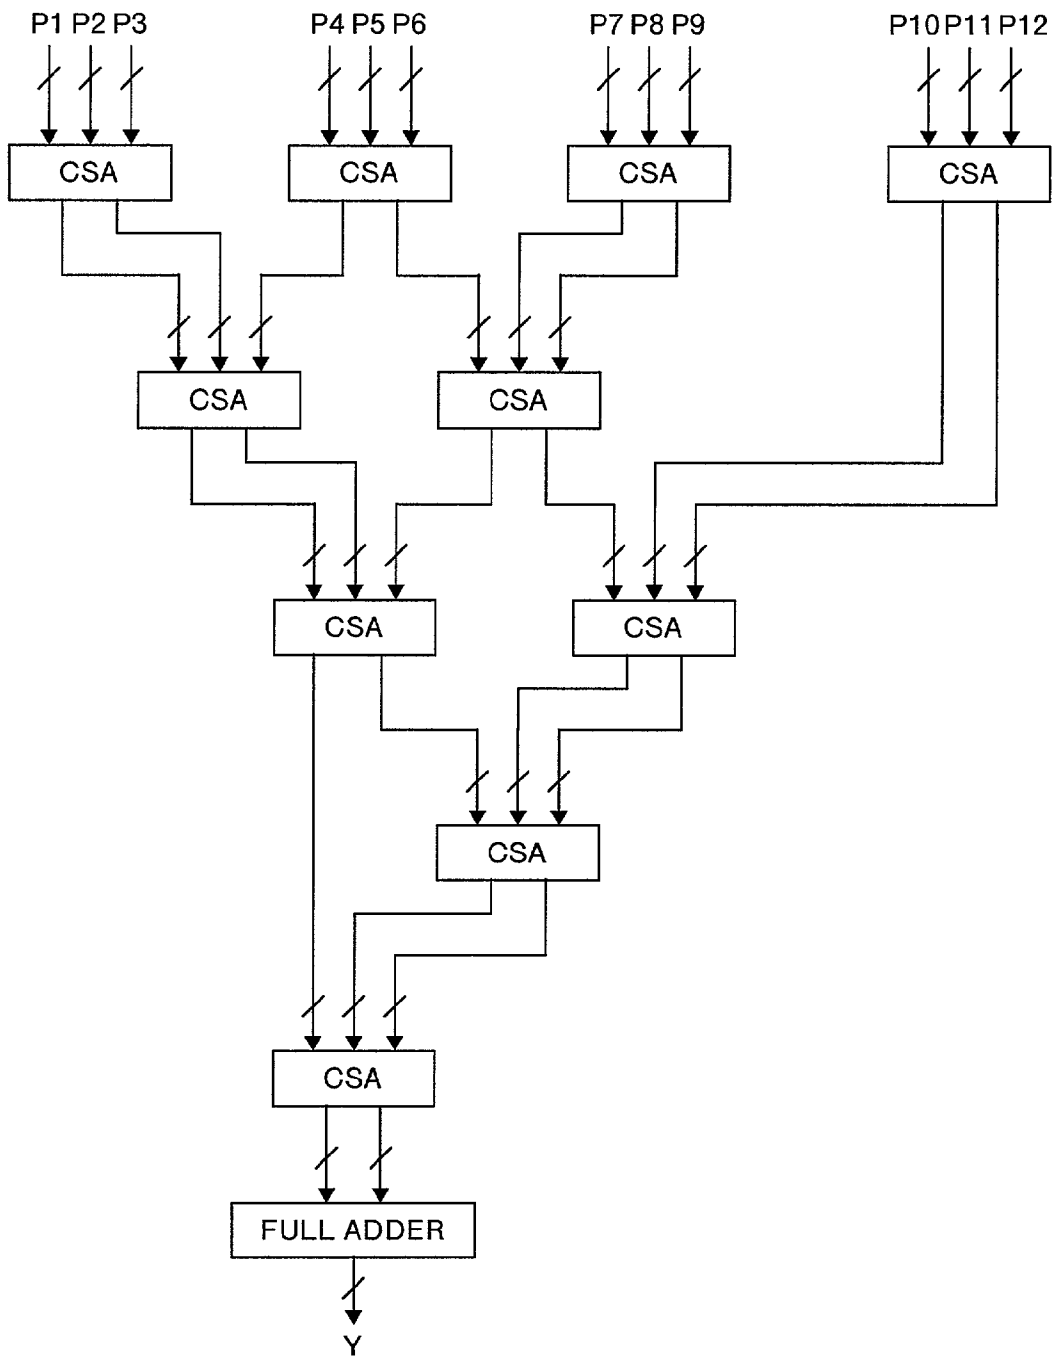 P1 P2 P3 P4 P5 P6 P7 P8 P9 P10 P11 P12
CSA CSA CSA CSA
CSA CSA
CSA CSA
CSA
CSA
FULL ADDER
Y